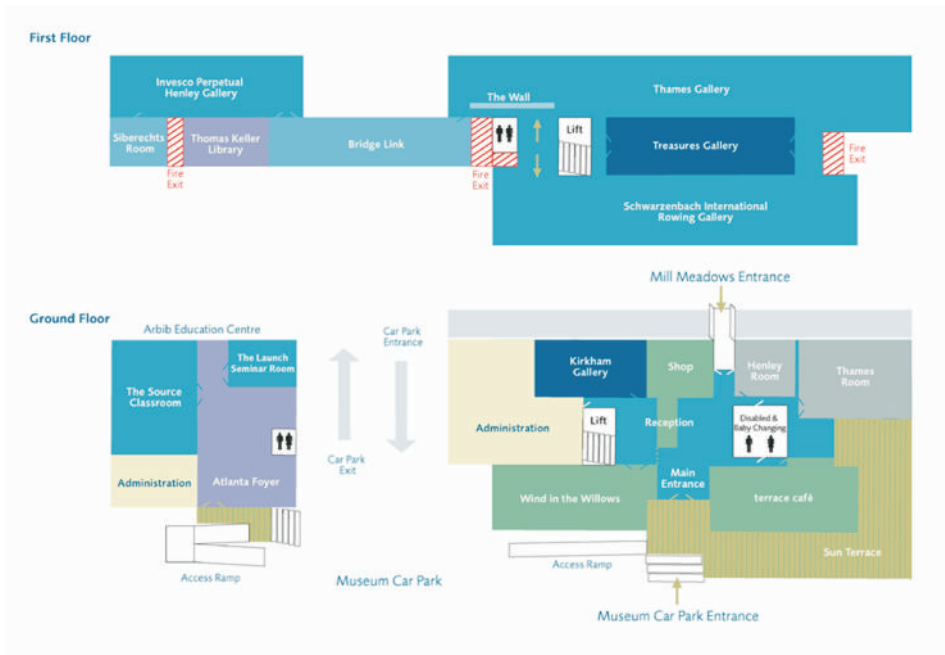 First Floor
Invesco Perpetual
Henley Gallery
The Wall
Thames Gallery
Siberechts
Room
Thomas Keller
Library
Bridge Link
Lift
Treasures Gallery
Fire
Exit
Fire
Exit
Fire
Exit
Schwarzenbach International
Rowing Gallery
Mill Meadows Entrance
Ground Floor
Arbib Education Centre
Car Park
Entrance
The Launch
Seminar Room
Kirkham
Gallery
Shop
Henley
Room
Thames
Room
The Source
Classroom
Lift
Reception
Disabled &
Baby Changing
Administration
Car Park
Exit
Administration
Atlanta Foyer
Main
Entrance
Wind in the Willows
terrace café
Sun Terrace
Access Ramp
Access Ramp
Museum Car Park
Museum Car Park Entrance